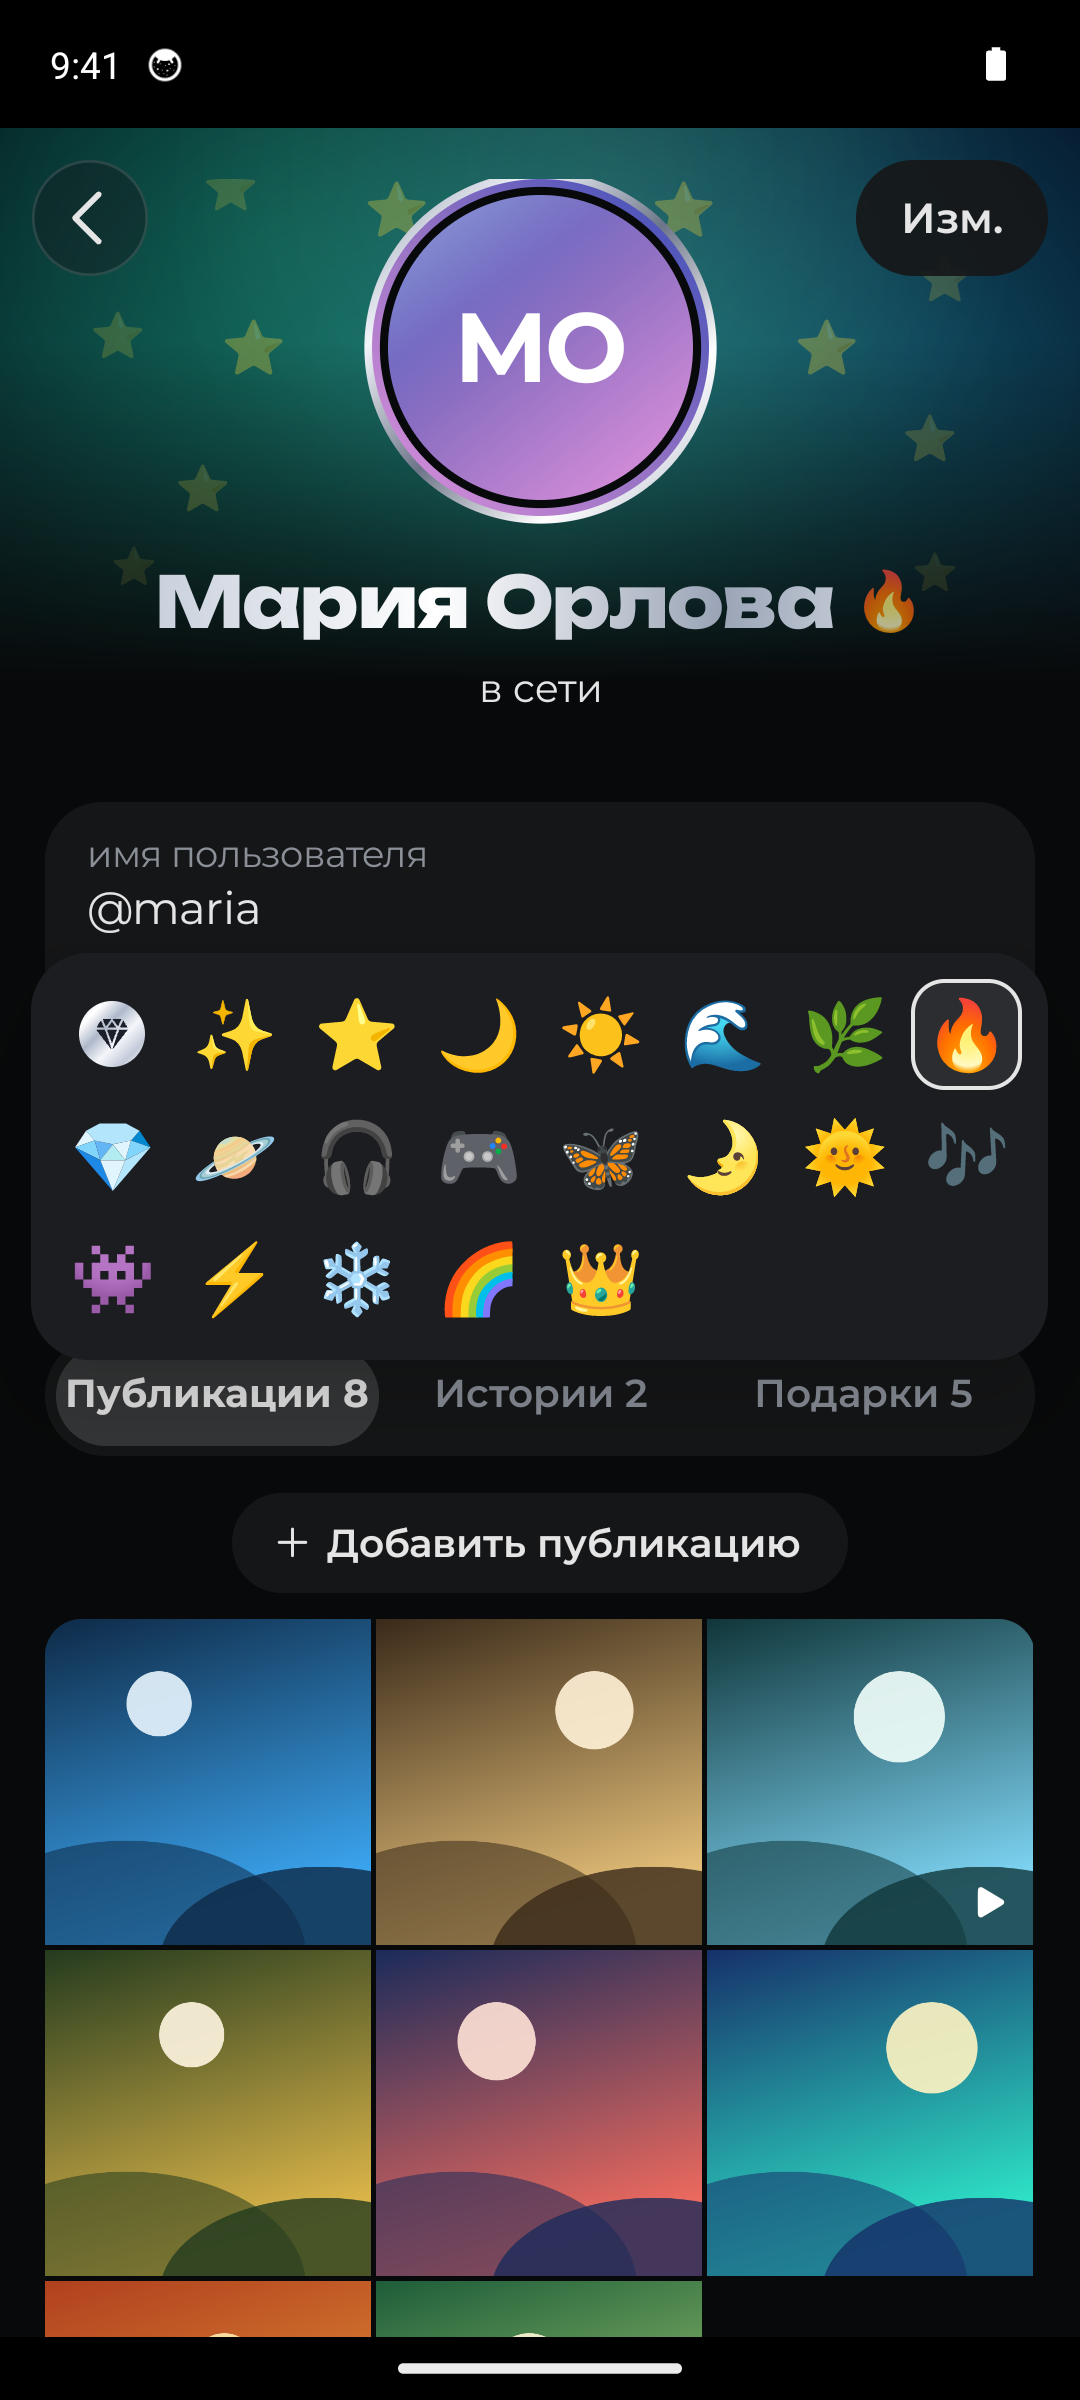 9:41
Изм.
МО
Мария Орлова 🔥
в сети
имя пользователя
@maria
Публикации 8
Истории 2
Подарки 5
+ Добавить публикацию